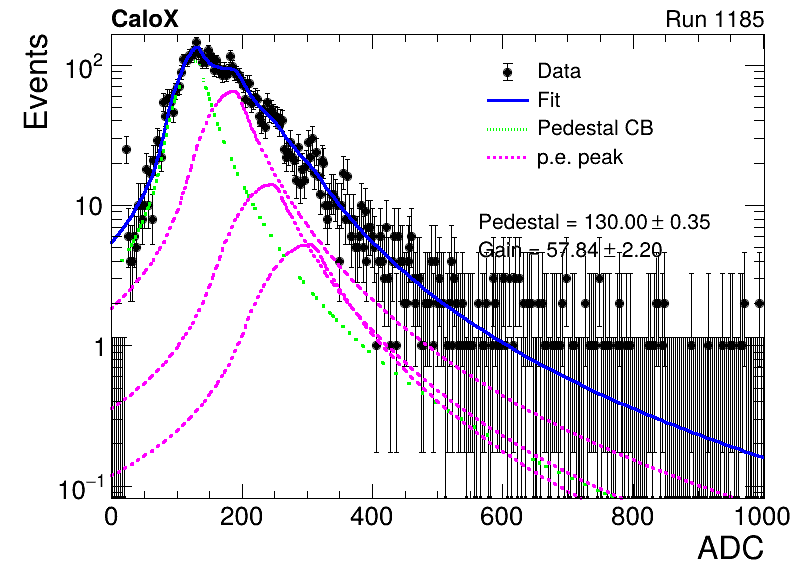 CaloX Run 1185
Events
Data
Fit
Pedestal CB
p.e. peak
Pedestal = 130.00 ± 0.35
Gain = 57.84 ± 2.20
10²
10
1
10⁻¹
0 200 400 600 800 1000
ADC